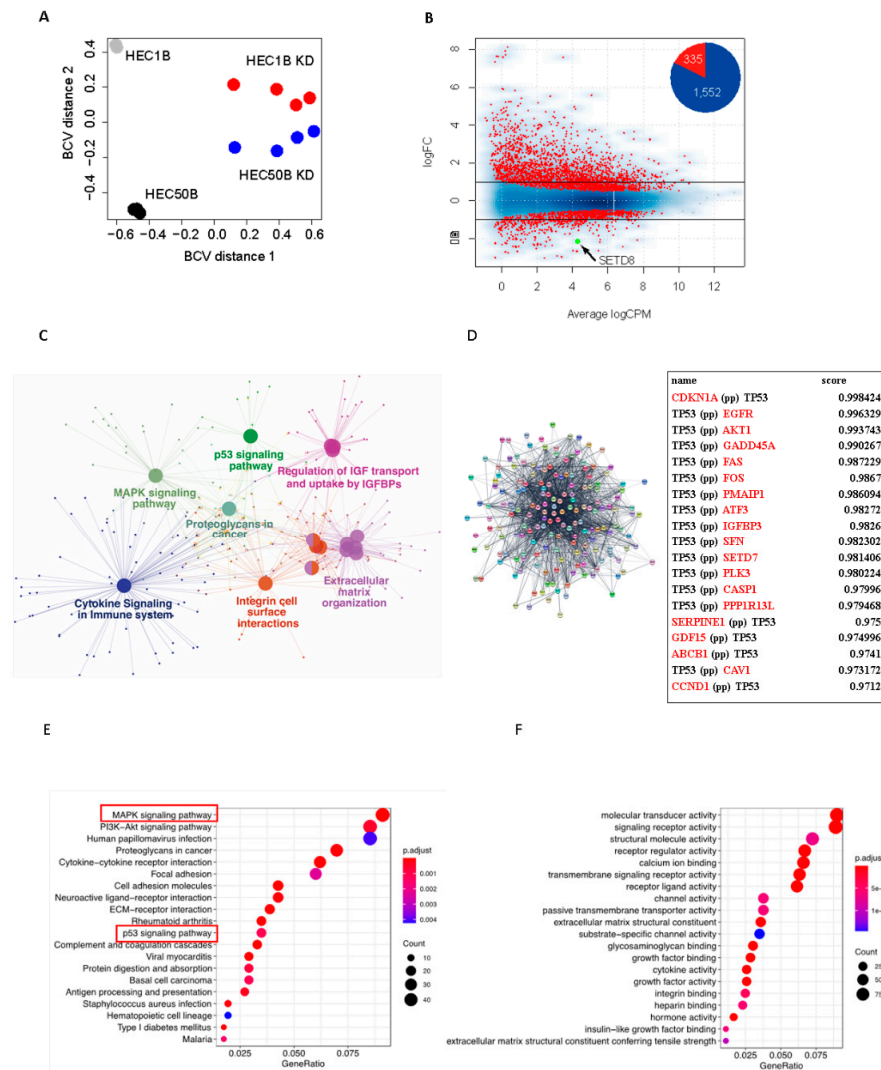 A
0.4
0.2
0.0
−0.2
−0.4
BCV distance 2
HEC1B
HEC1B KD
HEC50B KD
HEC50B
−0.6
−0.4
−0.2
0.0
0.2
0.4
0.6
BCV distance 1
B
8
6
4
2
0
logFC
335
1,552
SETD8
0
2
4
6
8
10
12
Average logCPM
C
p53 signaling
pathway
Regulation of IGF transport
and uptake by IGFBPs
MAPK signaling
pathway
Proteoglycans in
cancer
Extracellular
matrix
organization
Cytokine Signaling
in Immune system
Integrin cell
surface
interactions
D
name score
CDKN1A (pp) TP53 0.998424
TP53 (pp) EGFR 0.996329
TP53 (pp) AKT1 0.993743
TP53 (pp) GADD45A 0.990267
TP53 (pp) FAS 0.987229
TP53 (pp) FOS 0.9867
TP53 (pp) PMAIP1 0.986094
TP53 (pp) ATF3 0.98272
TP53 (pp) IGFBP3 0.9826
TP53 (pp) SFN 0.982302
TP53 (pp) SETD7 0.981406
TP53 (pp) PLK3 0.980224
TP53 (pp) CASP1 0.97996
TP53 (pp) PPP1R13L 0.979468
SERPINE1 (pp) TP53 0.975
GDF15 (pp) TP53 0.974996
ABCB1 (pp) TP53 0.9741
TP53 (pp) CAV1 0.973172
CCND1 (pp) TP53 0.9712
E
MAPK signaling pathway
PI3K−Akt signaling pathway
Human papillomavirus infection
Proteoglycans in cancer
Cytokine−cytokine receptor interaction
Focal adhesion
Cell adhesion molecules
Neuroactive ligand−receptor interaction
ECM−receptor interaction
Rheumatoid arthritis
p53 signaling pathway
Complement and coagulation cascades
Viral myocarditis
Protein digestion and absorption
Basal cell carcinoma
Antigen processing and presentation
Staphylococcus aureus infection
Hematopoietic cell lineage
Type I diabetes mellitus
Malaria
0.025
0.050
0.075
GeneRatio
p.adjust
0.001
0.002
0.003
0.004
Count
10
20
30
40
F
molecular transducer activity
signaling receptor activity
structural molecule activity
receptor regulator activity
calcium ion binding
transmembrane signaling receptor activity
receptor ligand activity
channel activity
passive transmembrane transporter activity
extracellular matrix structural constituent
substrate−specific channel activity
glycosaminoglycan binding
growth factor binding
cytokine activity
growth factor activity
integrin binding
heparin binding
hormone activity
insulin−like growth factor binding
extracellular matrix structural constituent conferring tensile strength
0.025
0.050
0.075
GeneRatio
p.adjust
5e−
1e−
Count
25
50
75